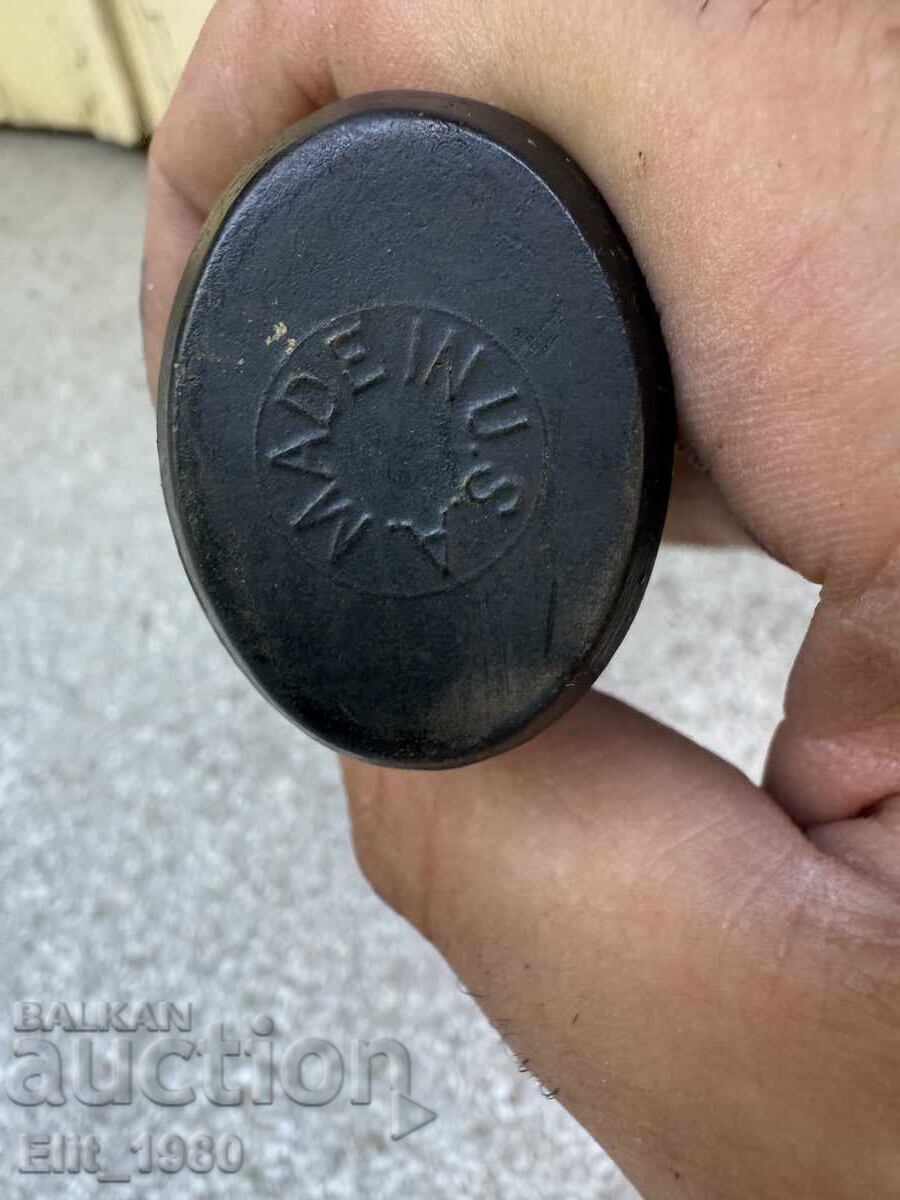 MADE IN U.S.A
BALKAN
auction
Elit_1980